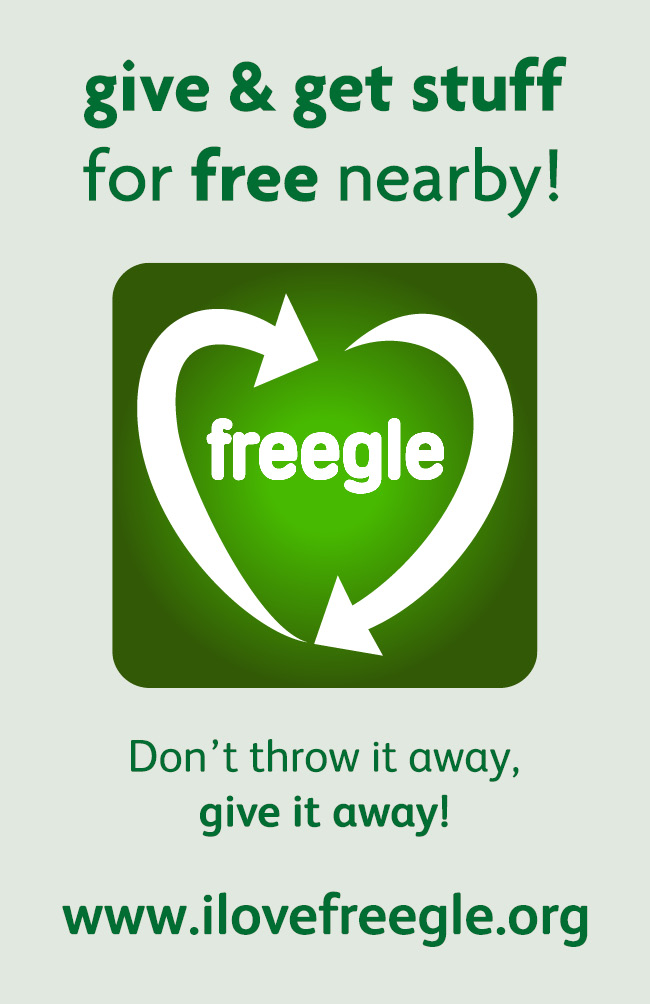 give & get stuff
for free nearby!
freegle
Don’t throw it away,
give it away!
www.ilovefreegle.org